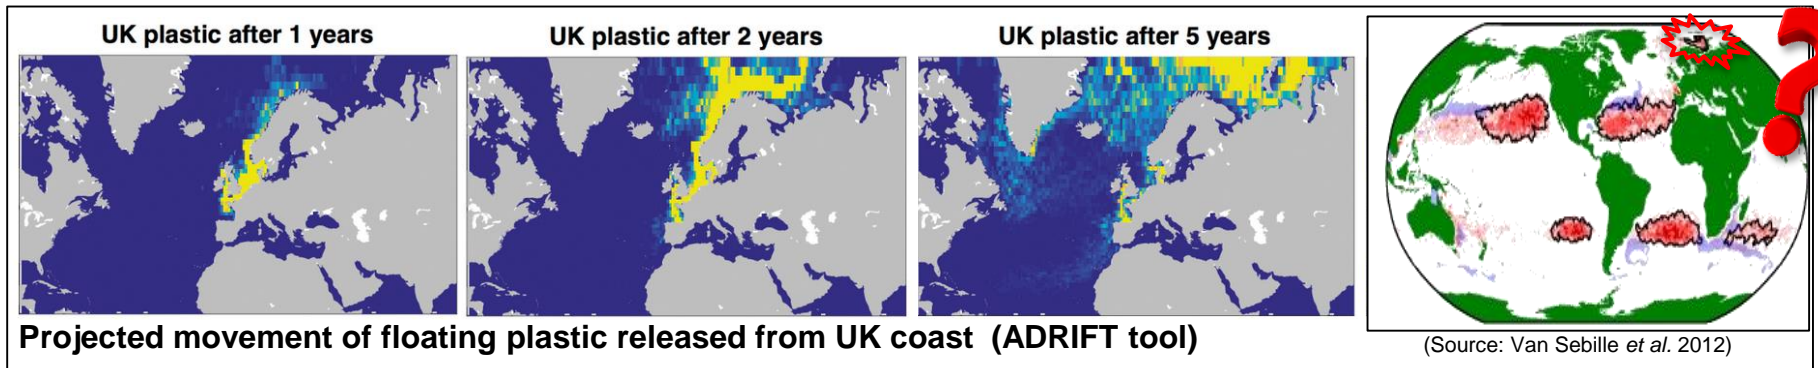 UK plastic after 1 years
UK plastic after 2 years
UK plastic after 5 years
?
Projected movement of floating plastic released from UK coast (ADRIFT tool)
(Source: Van Sebille et al. 2012)